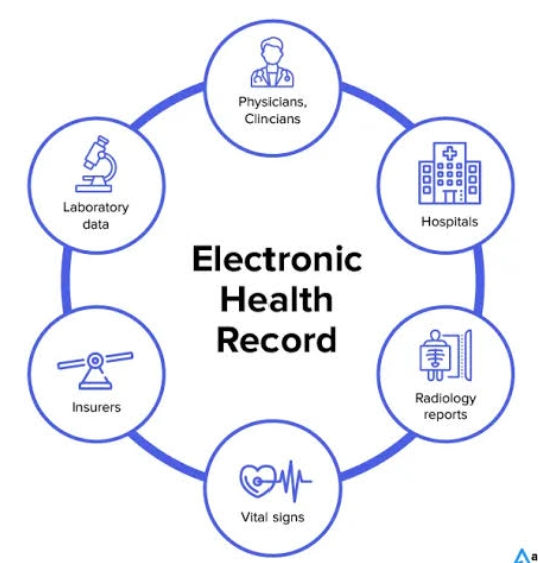 Physicians,
Clincians
Laboratory
data
Hospitals
Electronic
Health
Record
Insurers
Radiology
reports
Vital signs
a